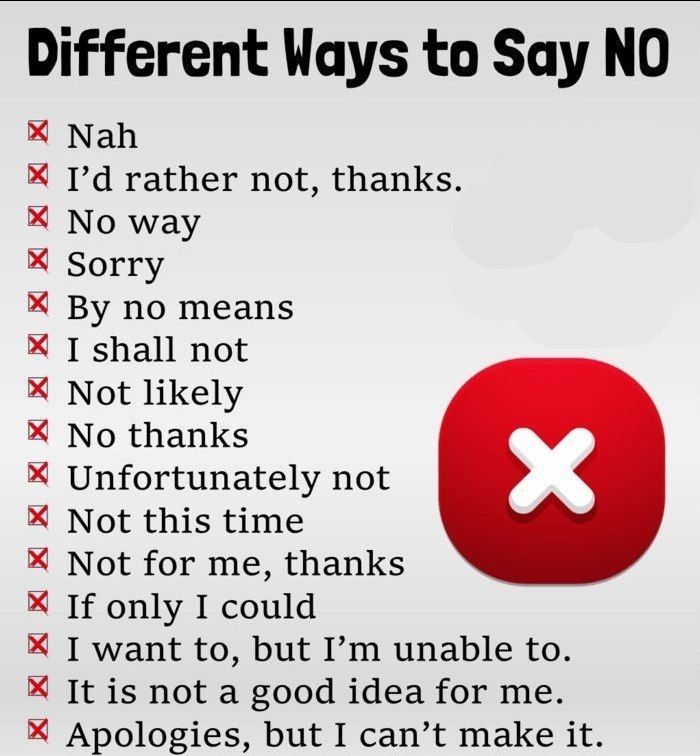 Different Ways to Say NO
Nah
I'd rather not, thanks.
No way
Sorry
By no means
I shall not
Not likely
No thanks
Unfortunately not
Not this time
Not for me, thanks
If only I could
I want to, but I'm unable to.
It is not a good idea for me.
Apologies, but I can't make it.